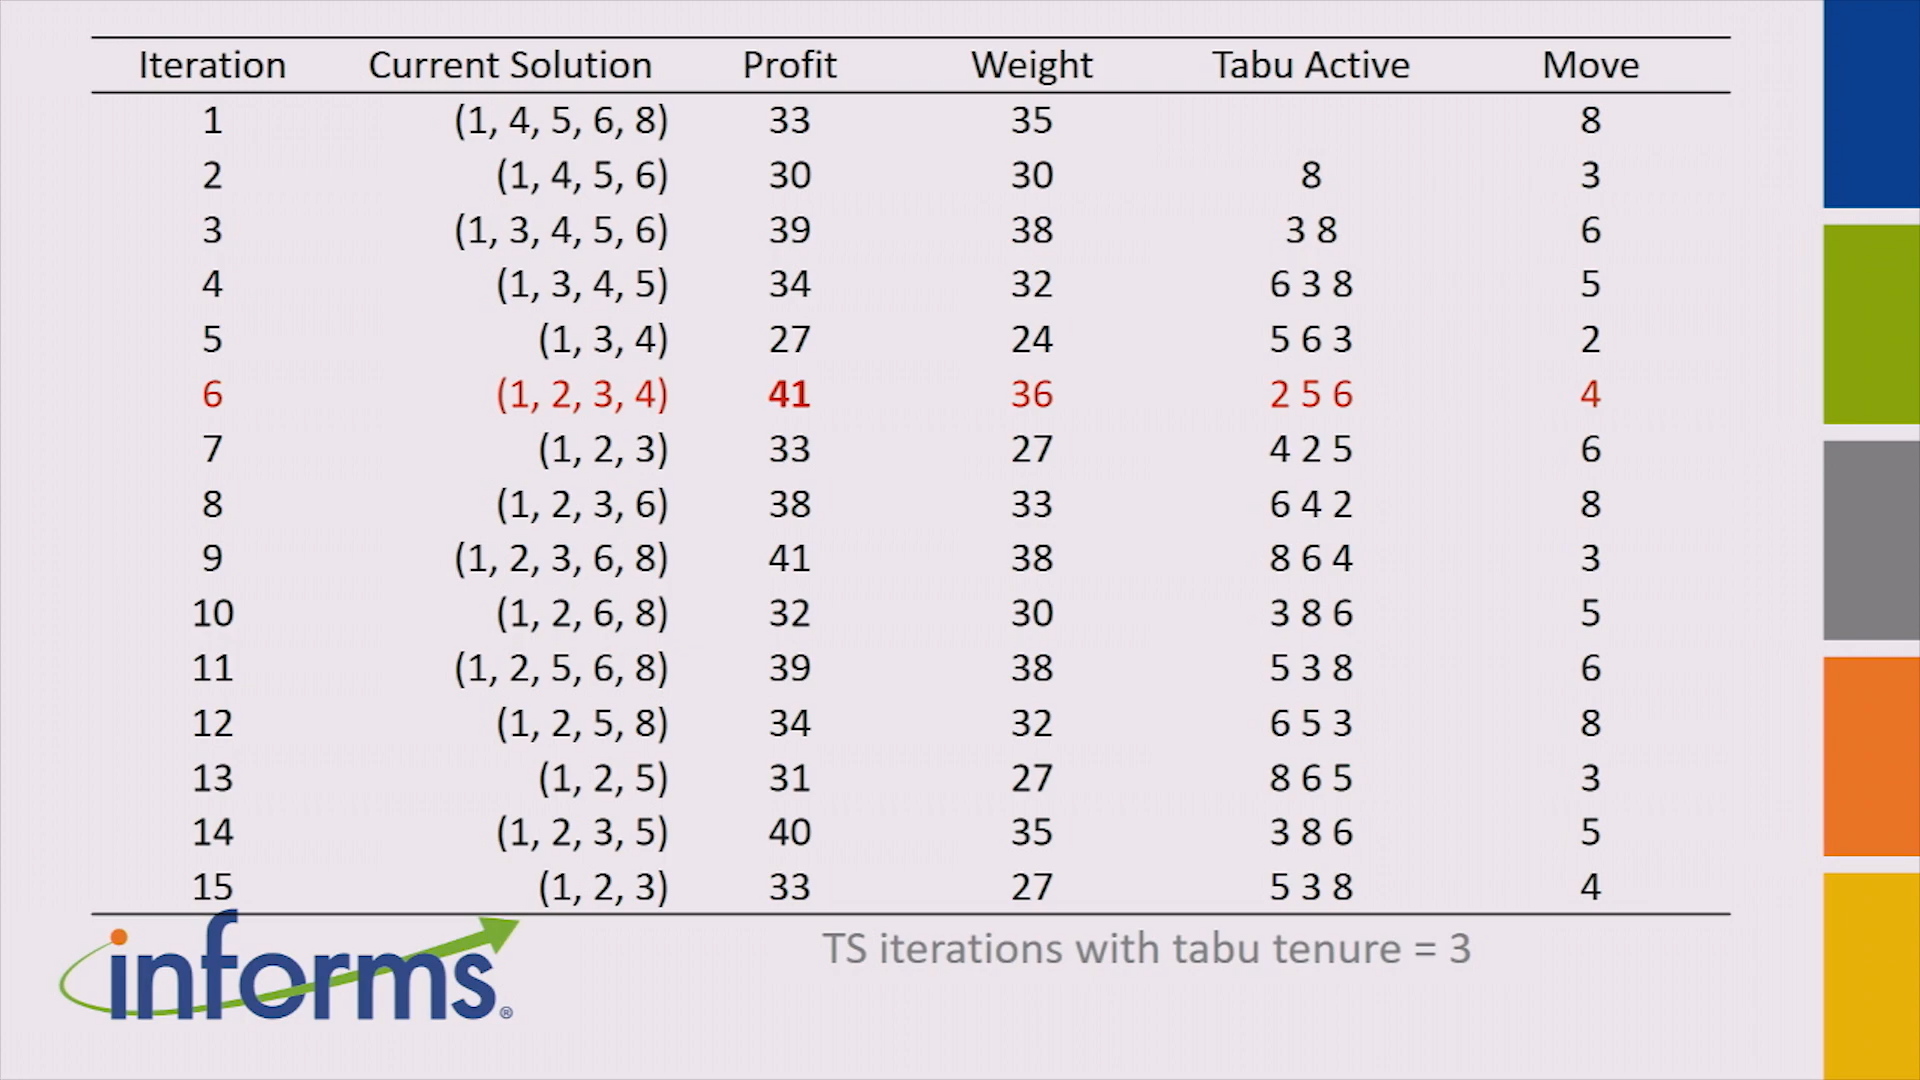 Iteration Current Solution Profit Weight Tabu Active Move
1 (1, 4, 5, 6, 8) 33 35 8
2 (1, 4, 5, 6) 30 30 8 3
3 (1, 3, 4, 5, 6) 39 38 3 8 6
4 (1, 3, 4, 5) 34 32 6 3 8 5
5 (1, 3, 4) 27 24 5 6 3 2
6 (1, 2, 3, 4) 41 36 2 5 6 4
7 (1, 2, 3) 33 27 4 2 5 6
8 (1, 2, 3, 6) 38 33 6 4 2 8
9 (1, 2, 3, 6, 8) 41 38 8 6 4 3
10 (1, 2, 6, 8) 32 30 3 8 6 5
11 (1, 2, 5, 6, 8) 39 38 5 3 8 6
12 (1, 2, 5, 8) 34 32 6 5 3 8
13 (1, 2, 5) 31 27 8 6 5 3
14 (1, 2, 3, 5) 40 35 3 8 6 5
15 (1, 2, 3) 33 27 5 3 8 4
TS iterations with tabu tenure = 3
informs®